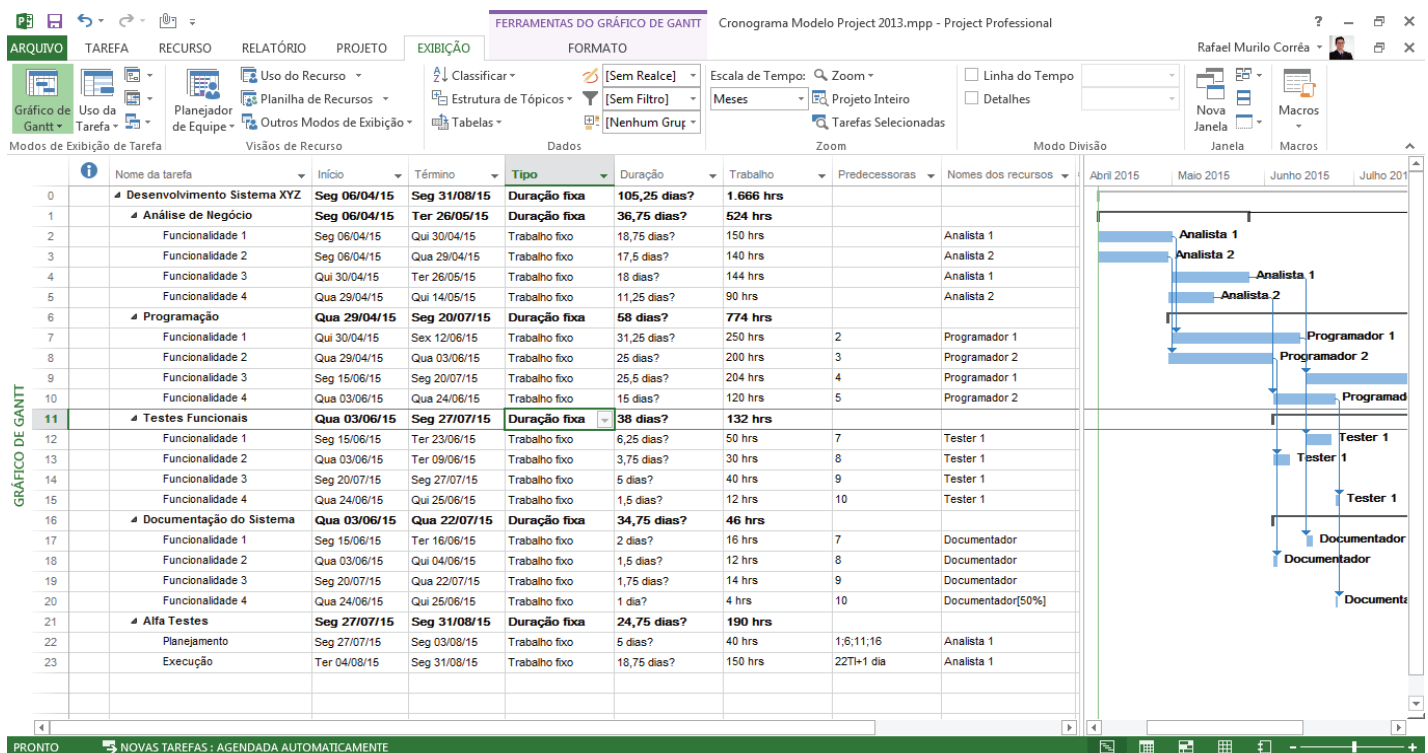 FERRAMENTAS DO GRÁFICO DE GANTT Cronograma Modelo Project 2013.mpp - Project Professional
ARQUIVO TAREFA RECURSO RELATÓRIO PROJETO EXIBIÇÃO FORMATO Rafael Murilo Corrêa
Gráfico de Gantt
Uso da Tarefa
Planejador de Equipe
Uso do Recurso
Planilha de Recursos
Outros Modos de Exibição
Classificar
Estrutura de Tópicos
Tabelas
[Sem Realce]
[Sem Filtro]
[Nenhum Grup
Escala de Tempo:
Meses
Zoom
Projeto Inteiro
Tarefas Selecionadas
Linha do Tempo
Detalhes
Nova Janela
Macros
Modos de Exibição de Tarefa Visãos de Recurso Dados Zoom Modo Divisão Janela Macros
Nome da tarefa Início Término Tipo Duração Trabalho Predecessoras Nomes dos recursos Abril 2015 Maio 2015 Junho 2015 Julho 201
0 Desenvolvimento Sistema XYZ Seg 06/04/15 Seg 31/08/15 Duração fixa 105,25 dias? 1.666 hrs
1 Análise de Negócio Seg 06/04/15 Ter 26/05/15 Duração fixa 36,75 dias? 524 hrs
2 Funcionalidade 1 Seg 06/04/15 Qui 30/04/15 Trabalho fixo 18,75 dias? 150 hrs Analista 1 Analista 1
3 Funcionalidade 2 Seg 06/04/15 Qua 29/04/15 Trabalho fixo 17,5 dias? 140 hrs Analista 2 Analista 2
4 Funcionalidade 3 Qui 30/04/15 Ter 26/05/15 Trabalho fixo 18 dias? 144 hrs Analista 1 Analista 1
5 Funcionalidade 4 Qua 29/04/15 Qui 14/05/15 Trabalho fixo 11,25 dias? 90 hrs Analista 2 Analista 2
6 Programação Qua 29/04/15 Seg 20/07/15 Duração fixa 58 dias? 774 hrs
7 Funcionalidade 1 Qui 30/04/15 Sex 12/06/15 Trabalho fixo 31,25 dias? 250 hrs 2 Programador 1 Programador 1
8 Funcionalidade 2 Qua 29/04/15 Qua 03/06/15 Trabalho fixo 25 dias? 200 hrs 3 Programador 2 Programador 2
9 Funcionalidade 3 Seg 15/06/15 Seg 20/07/15 Trabalho fixo 25,5 dias? 204 hrs 4 Programador 1
10 Funcionalidade 4 Qua 03/06/15 Qua 24/06/15 Trabalho fixo 15 dias? 120 hrs 5 Programador 2 Programad
11 Testes Funcionais Qua 03/06/15 Seg 27/07/15 Duração fixa 38 dias? 132 hrs
12 Funcionalidade 1 Seg 15/06/15 Ter 23/06/15 Trabalho fixo 6,25 dias? 50 hrs 7 Tester 1 Tester 1
13 Funcionalidade 2 Qua 03/06/15 Ter 09/06/15 Trabalho fixo 3,75 dias? 30 hrs 8 Tester 1 Tester 1
14 Funcionalidade 3 Seg 20/07/15 Seg 27/07/15 Trabalho fixo 5 dias? 40 hrs 9 Tester 1
15 Funcionalidade 4 Qua 24/06/15 Qui 25/06/15 Trabalho fixo 1,5 dias? 12 hrs 10 Tester 1 Tester 1
16 Documentação do Sistema Qua 03/06/15 Qua 22/07/15 Duração fixa 34,75 dias? 46 hrs
17 Funcionalidade 1 Seg 15/06/15 Ter 16/06/15 Trabalho fixo 2 dias? 16 hrs 7 Documentador Documentador
18 Funcionalidade 2 Qua 03/06/15 Qui 04/06/15 Trabalho fixo 1,5 dias? 12 hrs 8 Documentador Documentador
19 Funcionalidade 3 Seg 20/07/15 Qua 22/07/15 Trabalho fixo 1,75 dias? 14 hrs 9 Documentador
20 Funcionalidade 4 Qua 24/06/15 Qui 25/06/15 Trabalho fixo 1 dia? 4 hrs 10 Documentador[50%] Documenta
21 Alfa Testes Seg 27/07/15 Seg 31/08/15 Duração fixa 24,75 dias? 190 hrs
22 Planejamento Seg 27/07/15 Seg 03/08/15 Trabalho fixo 5 dias? 40 hrs 1;6;11;16 Analista 1
23 Execução Ter 04/08/15 Seg 31/08/15 Trabalho fixo 18,75 dias? 150 hrs 22TI+1 dia Analista 1
GRÁFICO DE GANTT
PRONTO NOVAS TAREFAS : AGENDADA AUTOMATICAMENTE